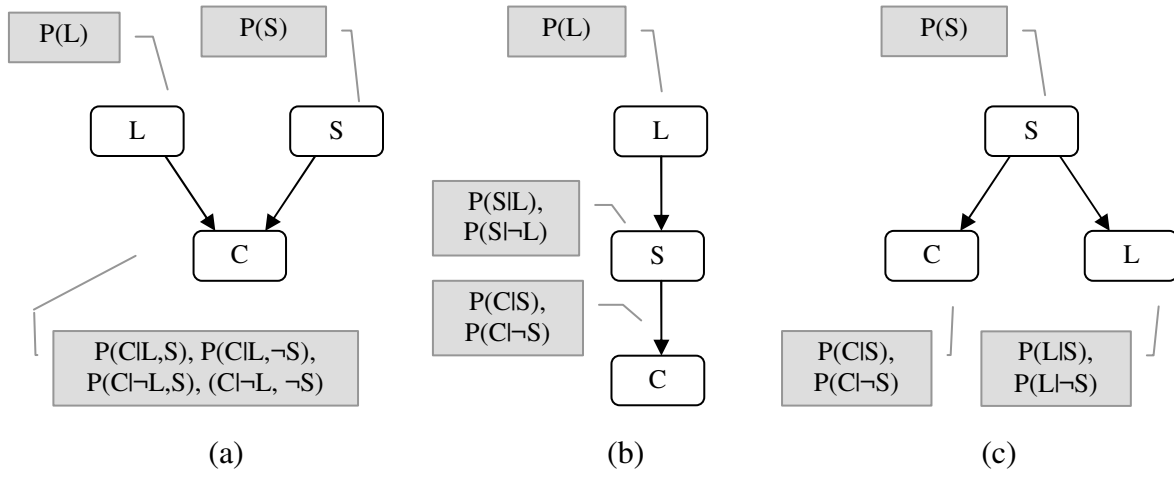 P(L)
P(S)
L
S
C
P(C|L,S), P(C|L,¬S),
P(C|¬L,S), (C|¬L, ¬S)
(a)
P(L)
L
P(S|L),
P(S|¬L)
S
P(C|S),
P(C|¬S)
C
(b)
P(S)
S
C
L
P(C|S),
P(C|¬S)
P(L|S),
P(L|¬S)
(c)